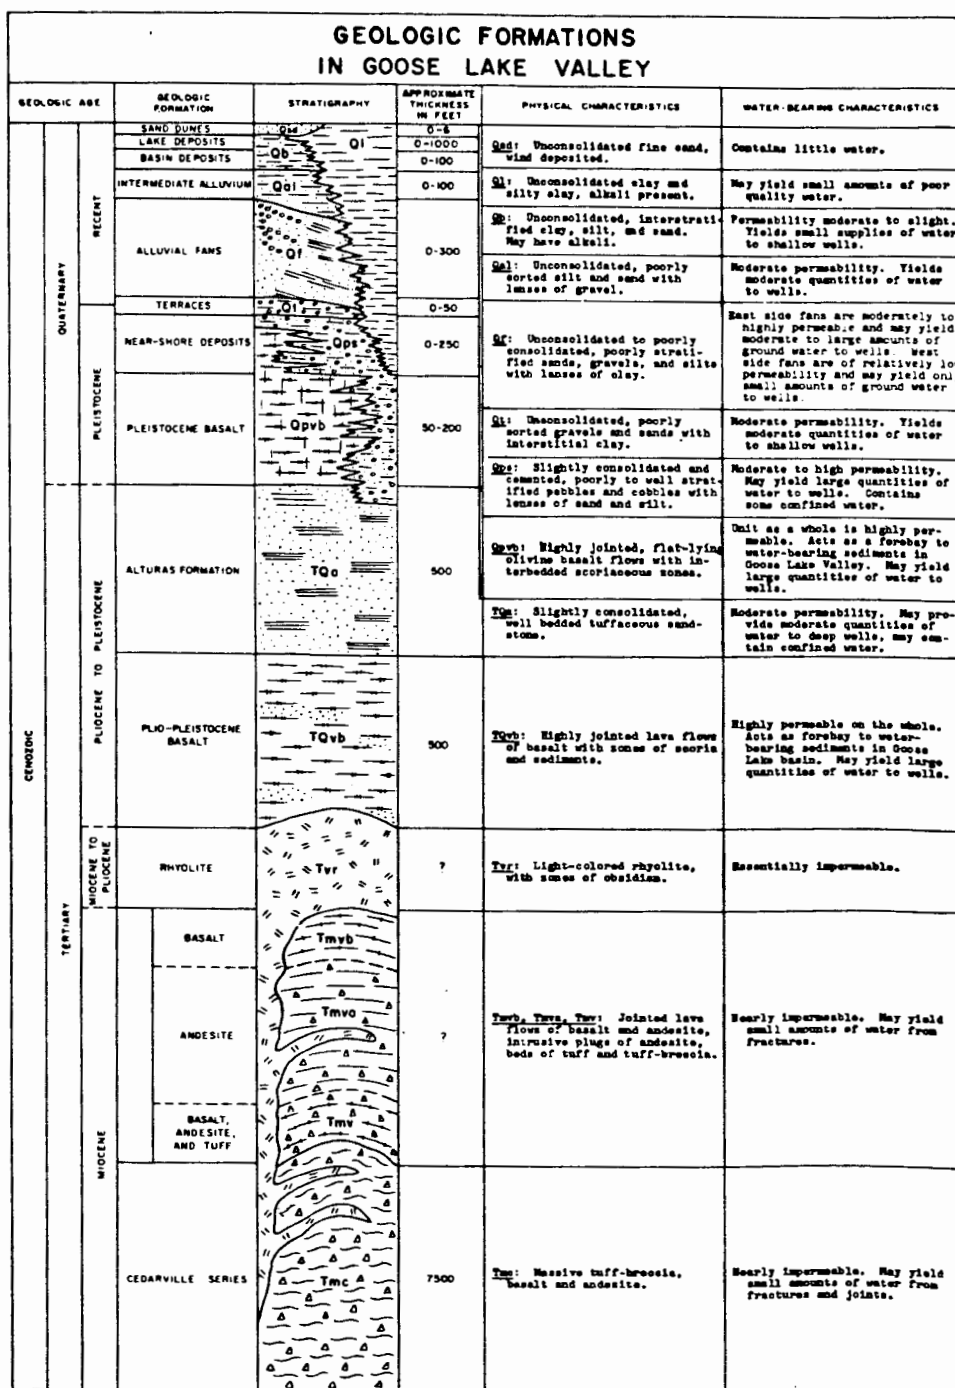 GEOLOGIC FORMATIONS
IN GOOSE LAKE VALLEY
GEOLOGIC AGE
GEOLOGIC
FORMATION
STRATIGRAPHY
APPROXIMATE
THICKNESS
IN FEET
PHYSICAL CHARACTERISTICS
WATER-BEARING CHARACTERISTICS
CENOZOIC
QUATERNARY
TERTIARY
RECENT
PLEISTOCENE
PLIOCENE TO PLEISTOCENE
MIOCENE TO
PLIOCENE
MIOCENE
SAND DUNES
Qsd
0-6
LAKE DEPOSITS
Ql
0-1000
BASIN DEPOSITS
Qb
0-100
INTERMEDIATE ALLUVIUM
Qal
0-100
ALLUVIAL FANS
Qf
0-300
TERRACES
Qt
0-50
NEAR-SHORE DEPOSITS
Qps
0-250
PLEISTOCENE BASALT
Qpvb
50-200
ALTURAS FORMATION
TQa
500
PLIO-PLEISTOCENE
BASALT
TQvb
500
RHYOLITE
Tvr
?
BASALT
Tmvb
ANDESITE
Tmva
?
BASALT,
ANDESITE,
AND TUFF
Tmv
CEDARVILLE SERIES
Tmc
7500
Qsd: Unconsolidated fine sand,
wind deposited.
Contains little water.
Ql: Unconsolidated clay and
silty clay, alkali present.
May yield small amounts of poor
quality water.
Qb: Unconsolidated, interstrati-
fied clay, silt, and sand.
May have alkali.
Permeability moderate to slight.
Yields small supplies of water
to shallow wells.
Qal: Unconsolidated, poorly
sorted silt and sand with
lenses of gravel.
Moderate permeability. Yields
moderate quantities of water
to wells.
Qf: Unconsolidated to poorly
consolidated, poorly strati-
fied sands, gravels, and silts
with lenses of clay.
East side fans are moderately to
highly permeable and may yield
moderate to large amounts of
ground water to wells. West
side fans are of relatively lo
permeability and may yield onl
small amounts of ground water
to wells.
Qt: Unconsolidated, poorly
sorted gravels and sands with
interstitial clay.
Moderate permeability. Yields
moderate quantities of water
to shallow wells.
Qps: Slightly consolidated and
cemented, poorly to well strat-
ified pebbles and cobbles with
lenses of sand and silt.
Moderate to high permeability.
May yield large quantities of
water to wells. Contains
some confined water.
Qpvb: Highly jointed, flat-lying
olivine basalt flows with in-
terbedded scoriaceous zones.
Unit as a whole is highly per-
meable. Acts as a forebay to
water-bearing sediments in
Goose Lake Valley. May yield
large quantities of water to
wells.
TQa: Slightly consolidated,
well bedded tuffaceous sand-
stone.
Moderate permeability. May pro-
vide moderate quantities of
water to deep wells, may con-
tain confined water.
TQvb: Highly jointed lava flows
of basalt with zones of scoria
and sediments.
Highly permeable on the whole.
Acts as forebay to water-
bearing sediments in Goose
Lake basin. May yield large
quantities of water to wells.
Tvr: Light-colored rhyolite,
with zones of obsidian.
Essentially impermeable.
Tmvb, Tmva, Tmv: Jointed lava
flows of basalt and andesite,
intrusive plugs of andesite,
beds of tuff and tuff-breccia.
Nearly impermeable. May yield
small amounts of water from
fractures.
Tmc: Massive tuff-breccia,
basalt and andesite.
Nearly impermeable. May yield
small amounts of water from
fractures and joints.